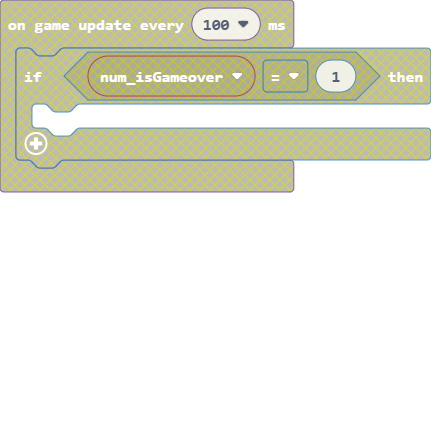 on game update every 100 ms
if num_isGameover = 1 then